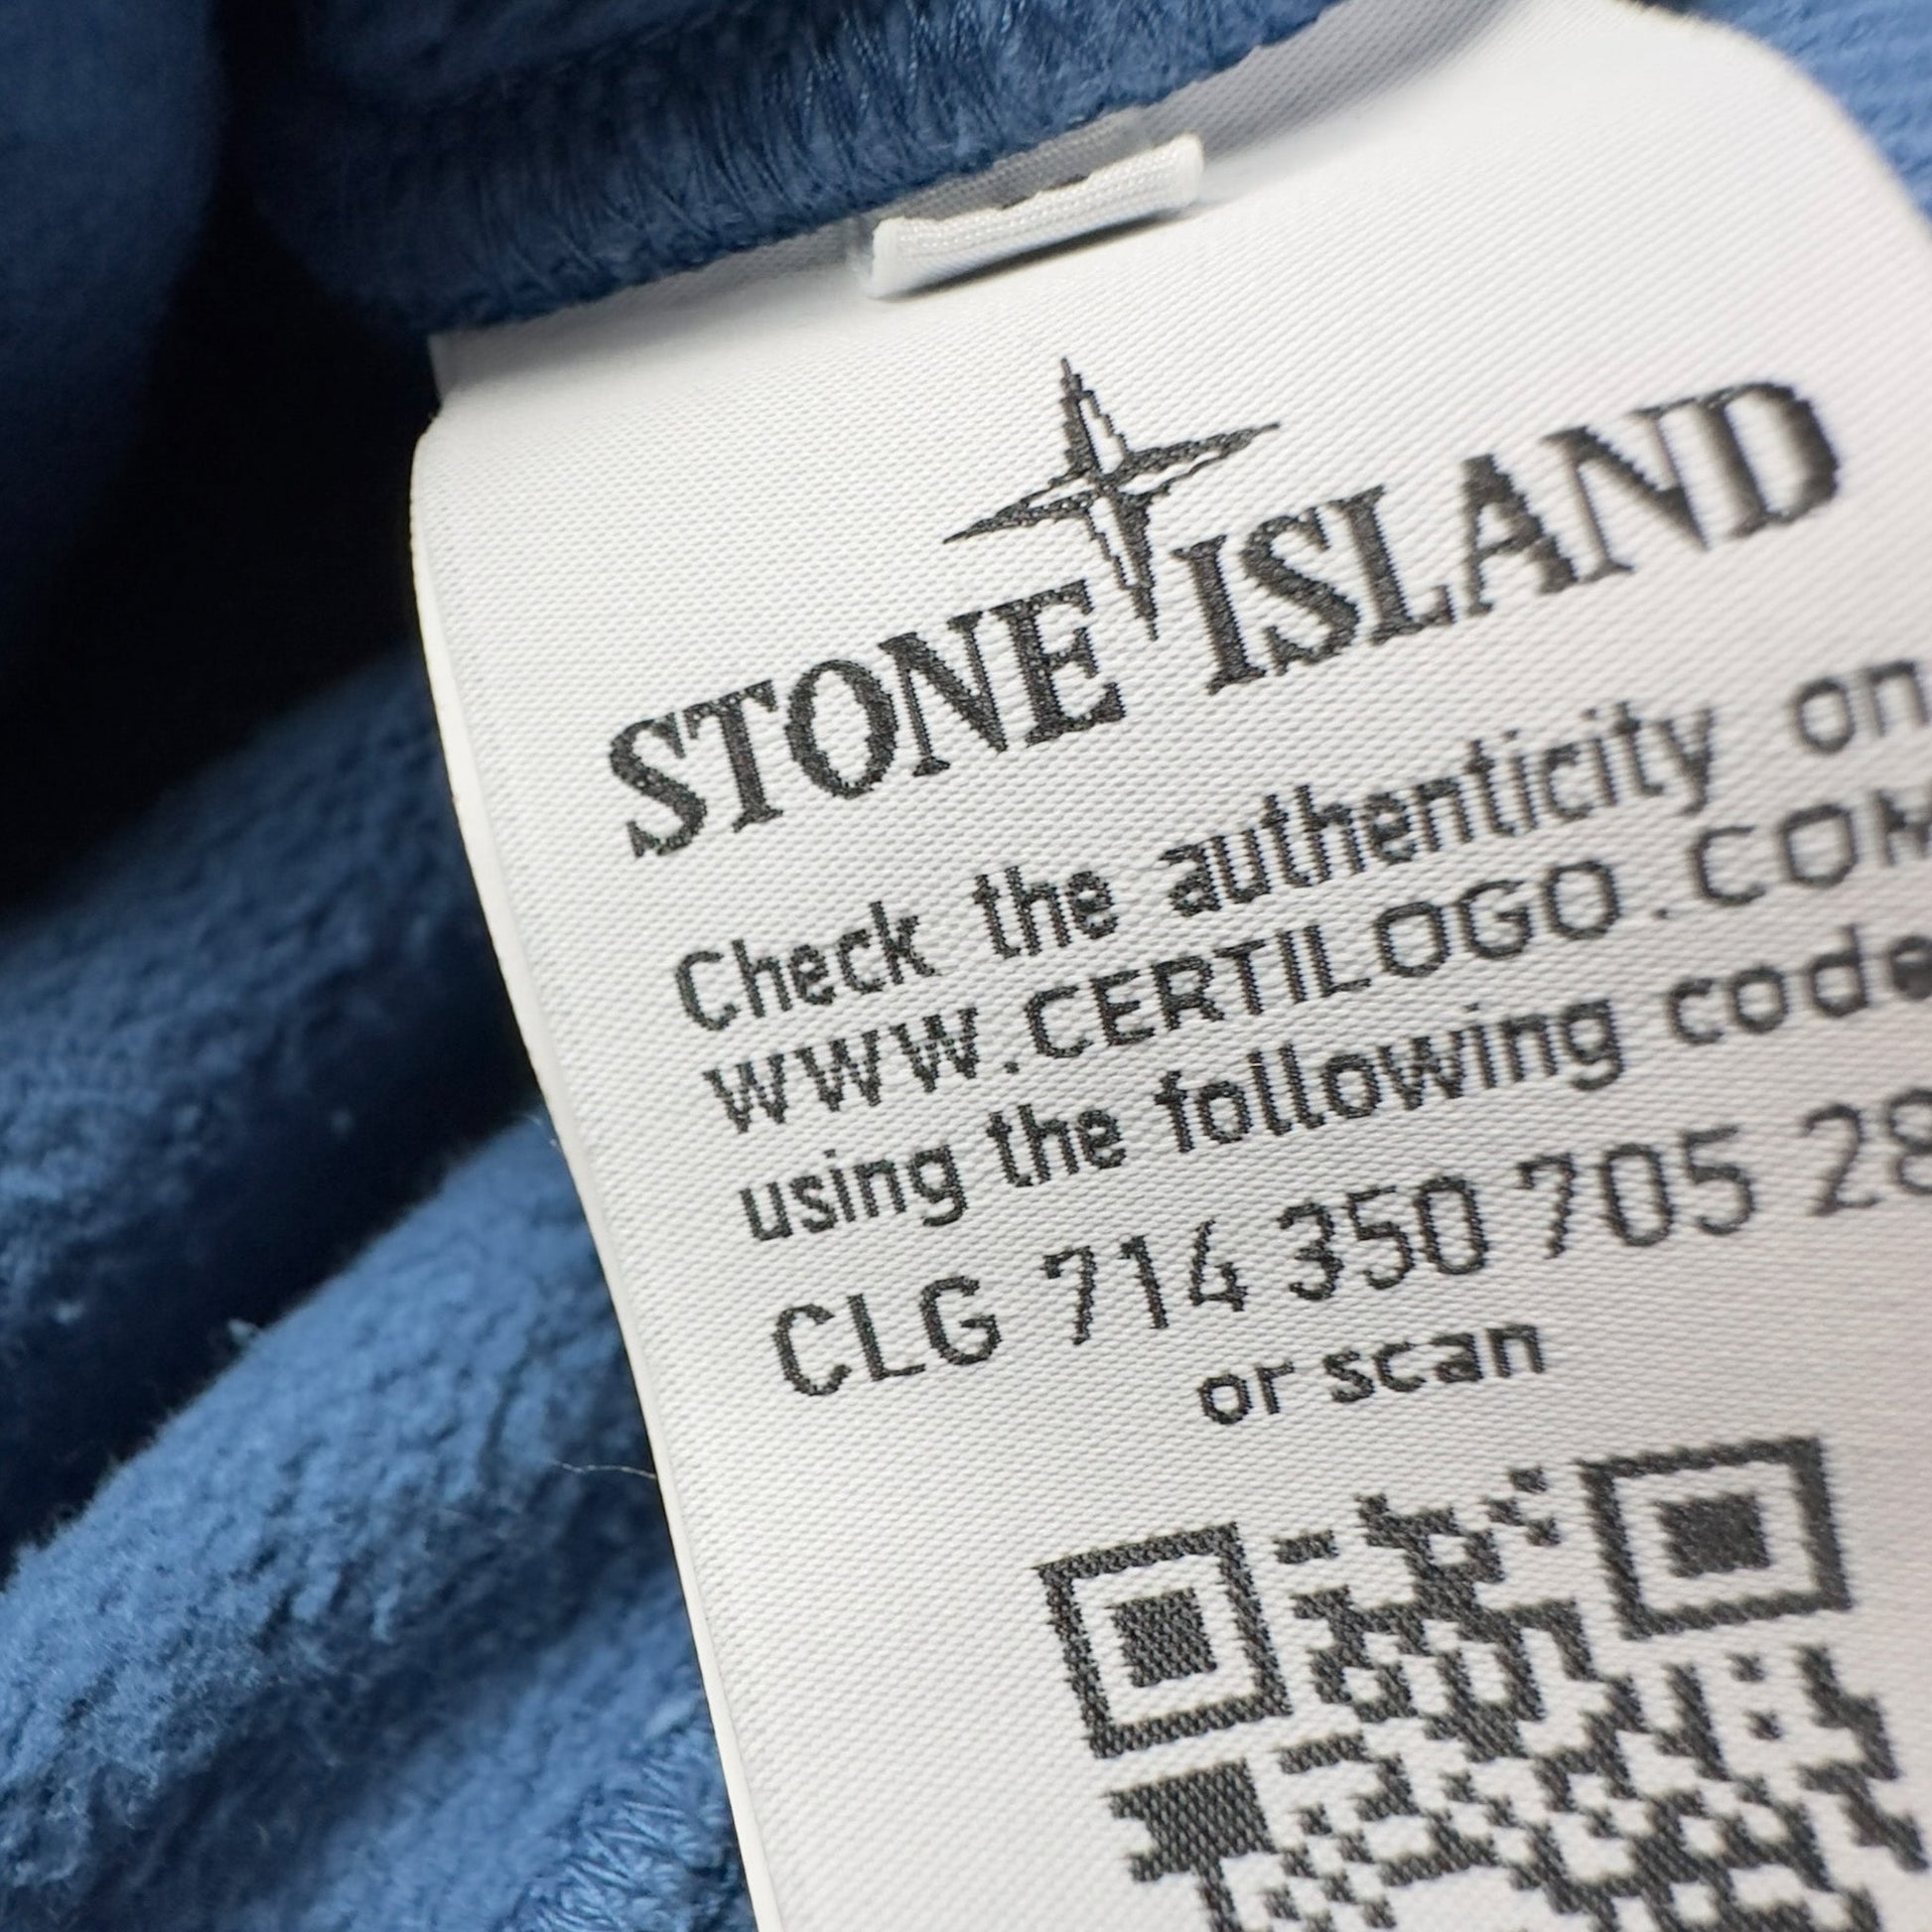 STONE ISLAND
Check the authenticity on
WWW.CERTILOGO.COM
using the following code
CLG 714 350 705 28
or scan